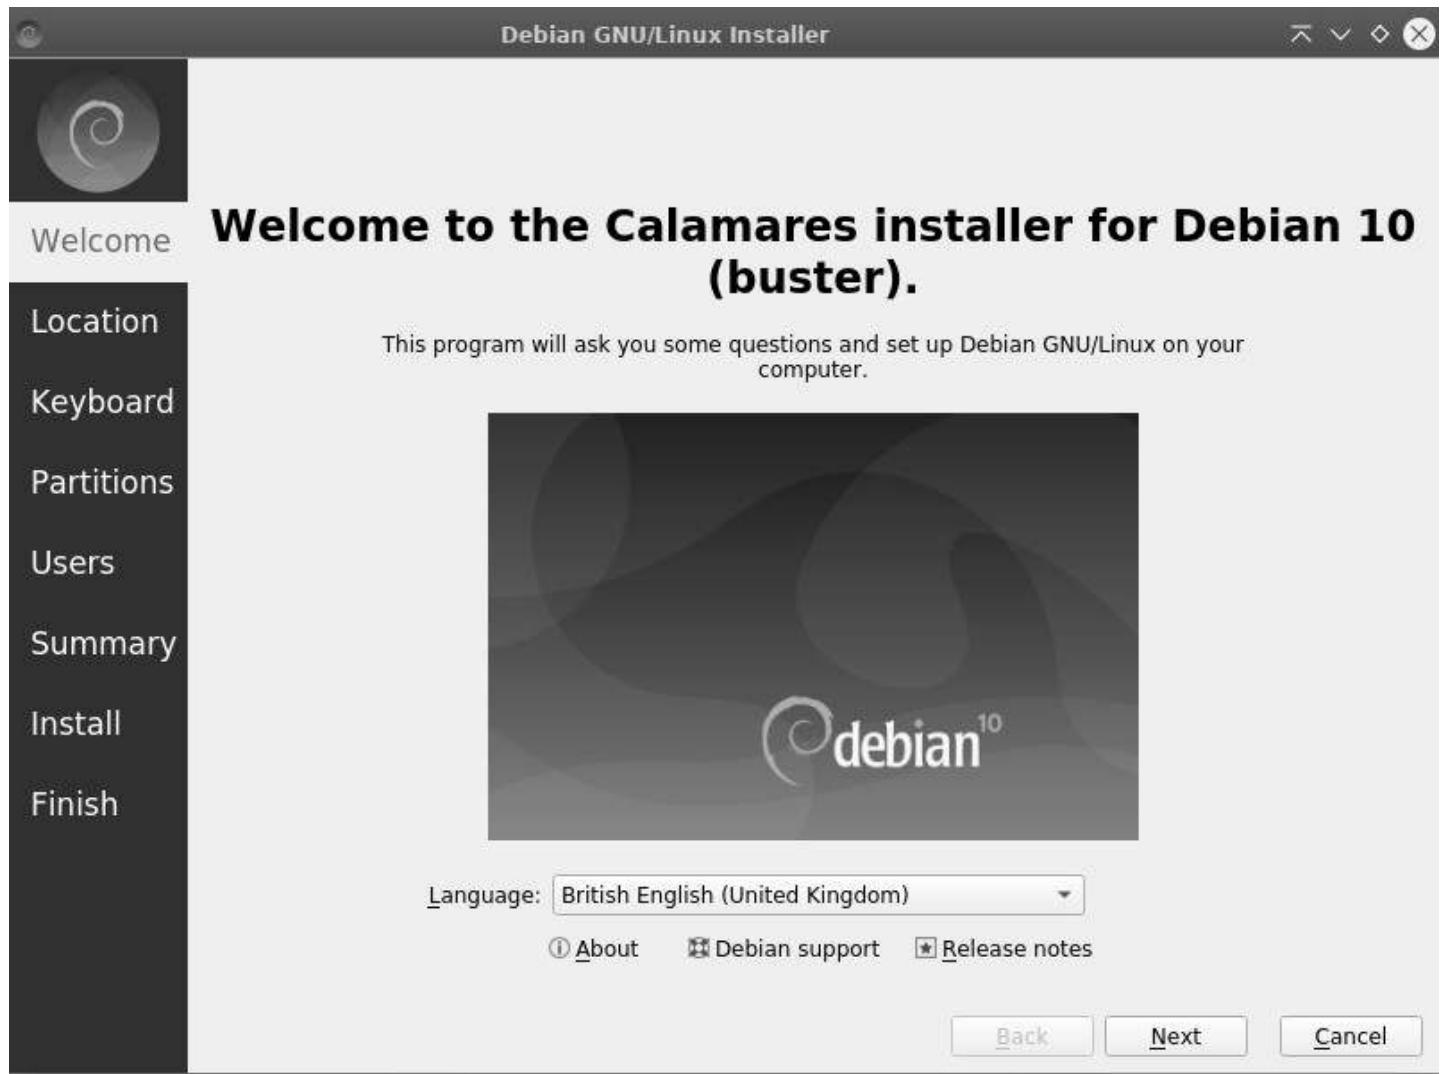 Debian GNU/Linux Installer
Welcome
Location
Keyboard
Partitions
Users
Summary
Install
Finish
Welcome to the Calamares installer for Debian 10
(buster).
This program will ask you some questions and set up Debian GNU/Linux on your
computer.
debian 10
Language: British English (United Kingdom)
About Debian support Release notes
Back Next Cancel